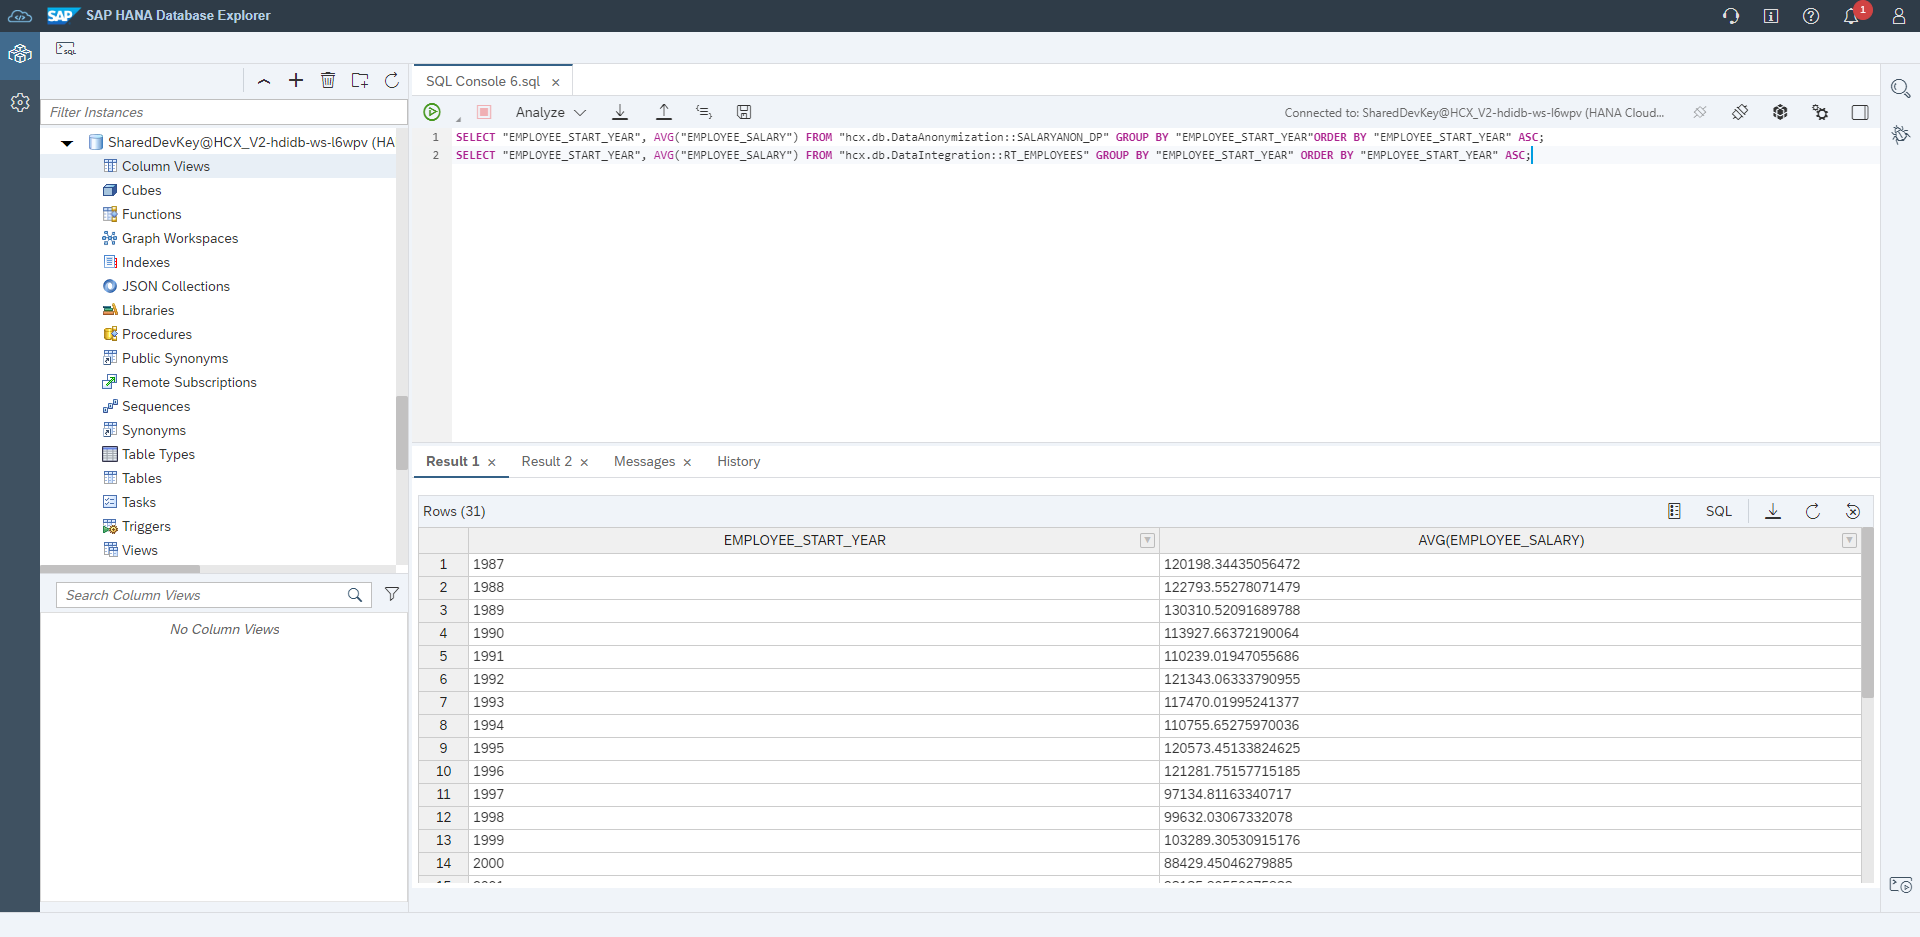 SAP SAP HANA Database Explorer
1
SQL
Filter Instances
SharedDevKey@HCX_V2-hdidb-ws-l6wpv (HA
Column Views
Cubes
Functions
Graph Workspaces
Indexes
JSON Collections
Libraries
Procedures
Public Synonyms
Remote Subscriptions
Sequences
Synonyms
Table Types
Tables
Tasks
Triggers
Views
Search Column Views
No Column Views
SQL Console 6.sql
Analyze
Connected to: SharedDevKey@HCX_V2-hdidb-ws-l6wpv (HANA Cloud...
1 SELECT "EMPLOYEE_START_YEAR", AVG("EMPLOYEE_SALARY") FROM "hcx.db.DataAnonymization::SALARYANON_DP" GROUP BY "EMPLOYEE_START_YEAR"ORDER BY "EMPLOYEE_START_YEAR" ASC;
2 SELECT "EMPLOYEE_START_YEAR", AVG("EMPLOYEE_SALARY") FROM "hcx.db.DataIntegration::RT_EMPLOYEES" GROUP BY "EMPLOYEE_START_YEAR" ORDER BY "EMPLOYEE_START_YEAR" ASC;
Result 1 Result 2 Messages History
Rows (31) SQL
EMPLOYEE_START_YEAR AVG(EMPLOYEE_SALARY)
1 1987 120198.34435056472
2 1988 122793.55278071479
3 1989 130310.52091689788
4 1990 113927.66372190064
5 1991 110239.01947055686
6 1992 121343.06333790955
7 1993 117470.01995241377
8 1994 110755.65275970036
9 1995 120573.45133824625
10 1996 121281.75157715185
11 1997 97134.81163340717
12 1998 99632.03067332078
13 1999 103289.30530915176
14 2000 88429.45046279885